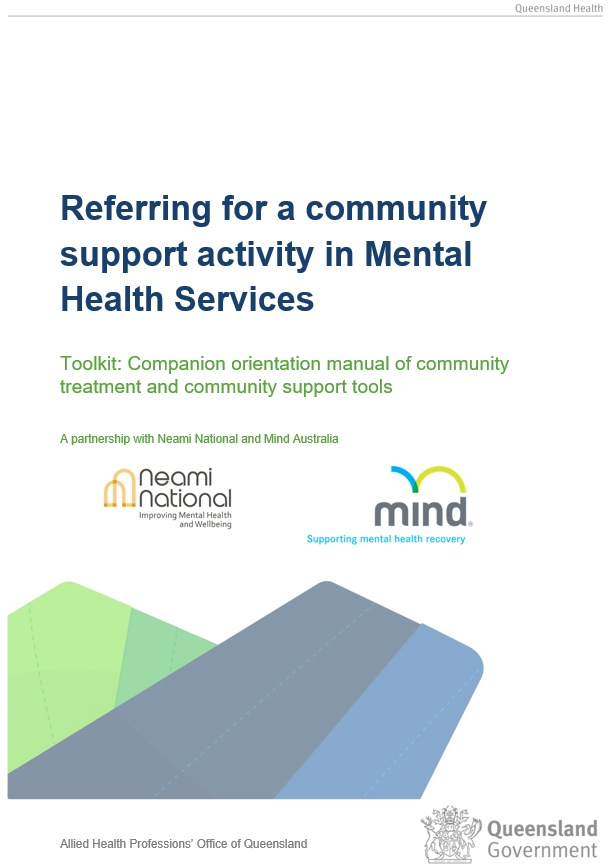 Queensland Health
Referring for a community
support activity in Mental
Health Services
Toolkit: Companion orientation manual of community
treatment and community support tools
A partnership with Neami National and Mind Australia
Neami
National
Improving Mental Health
and Wellbeing
mind®
Supporting mental health recovery
Allied Health Professions’ Office of Queensland
Queensland
Government